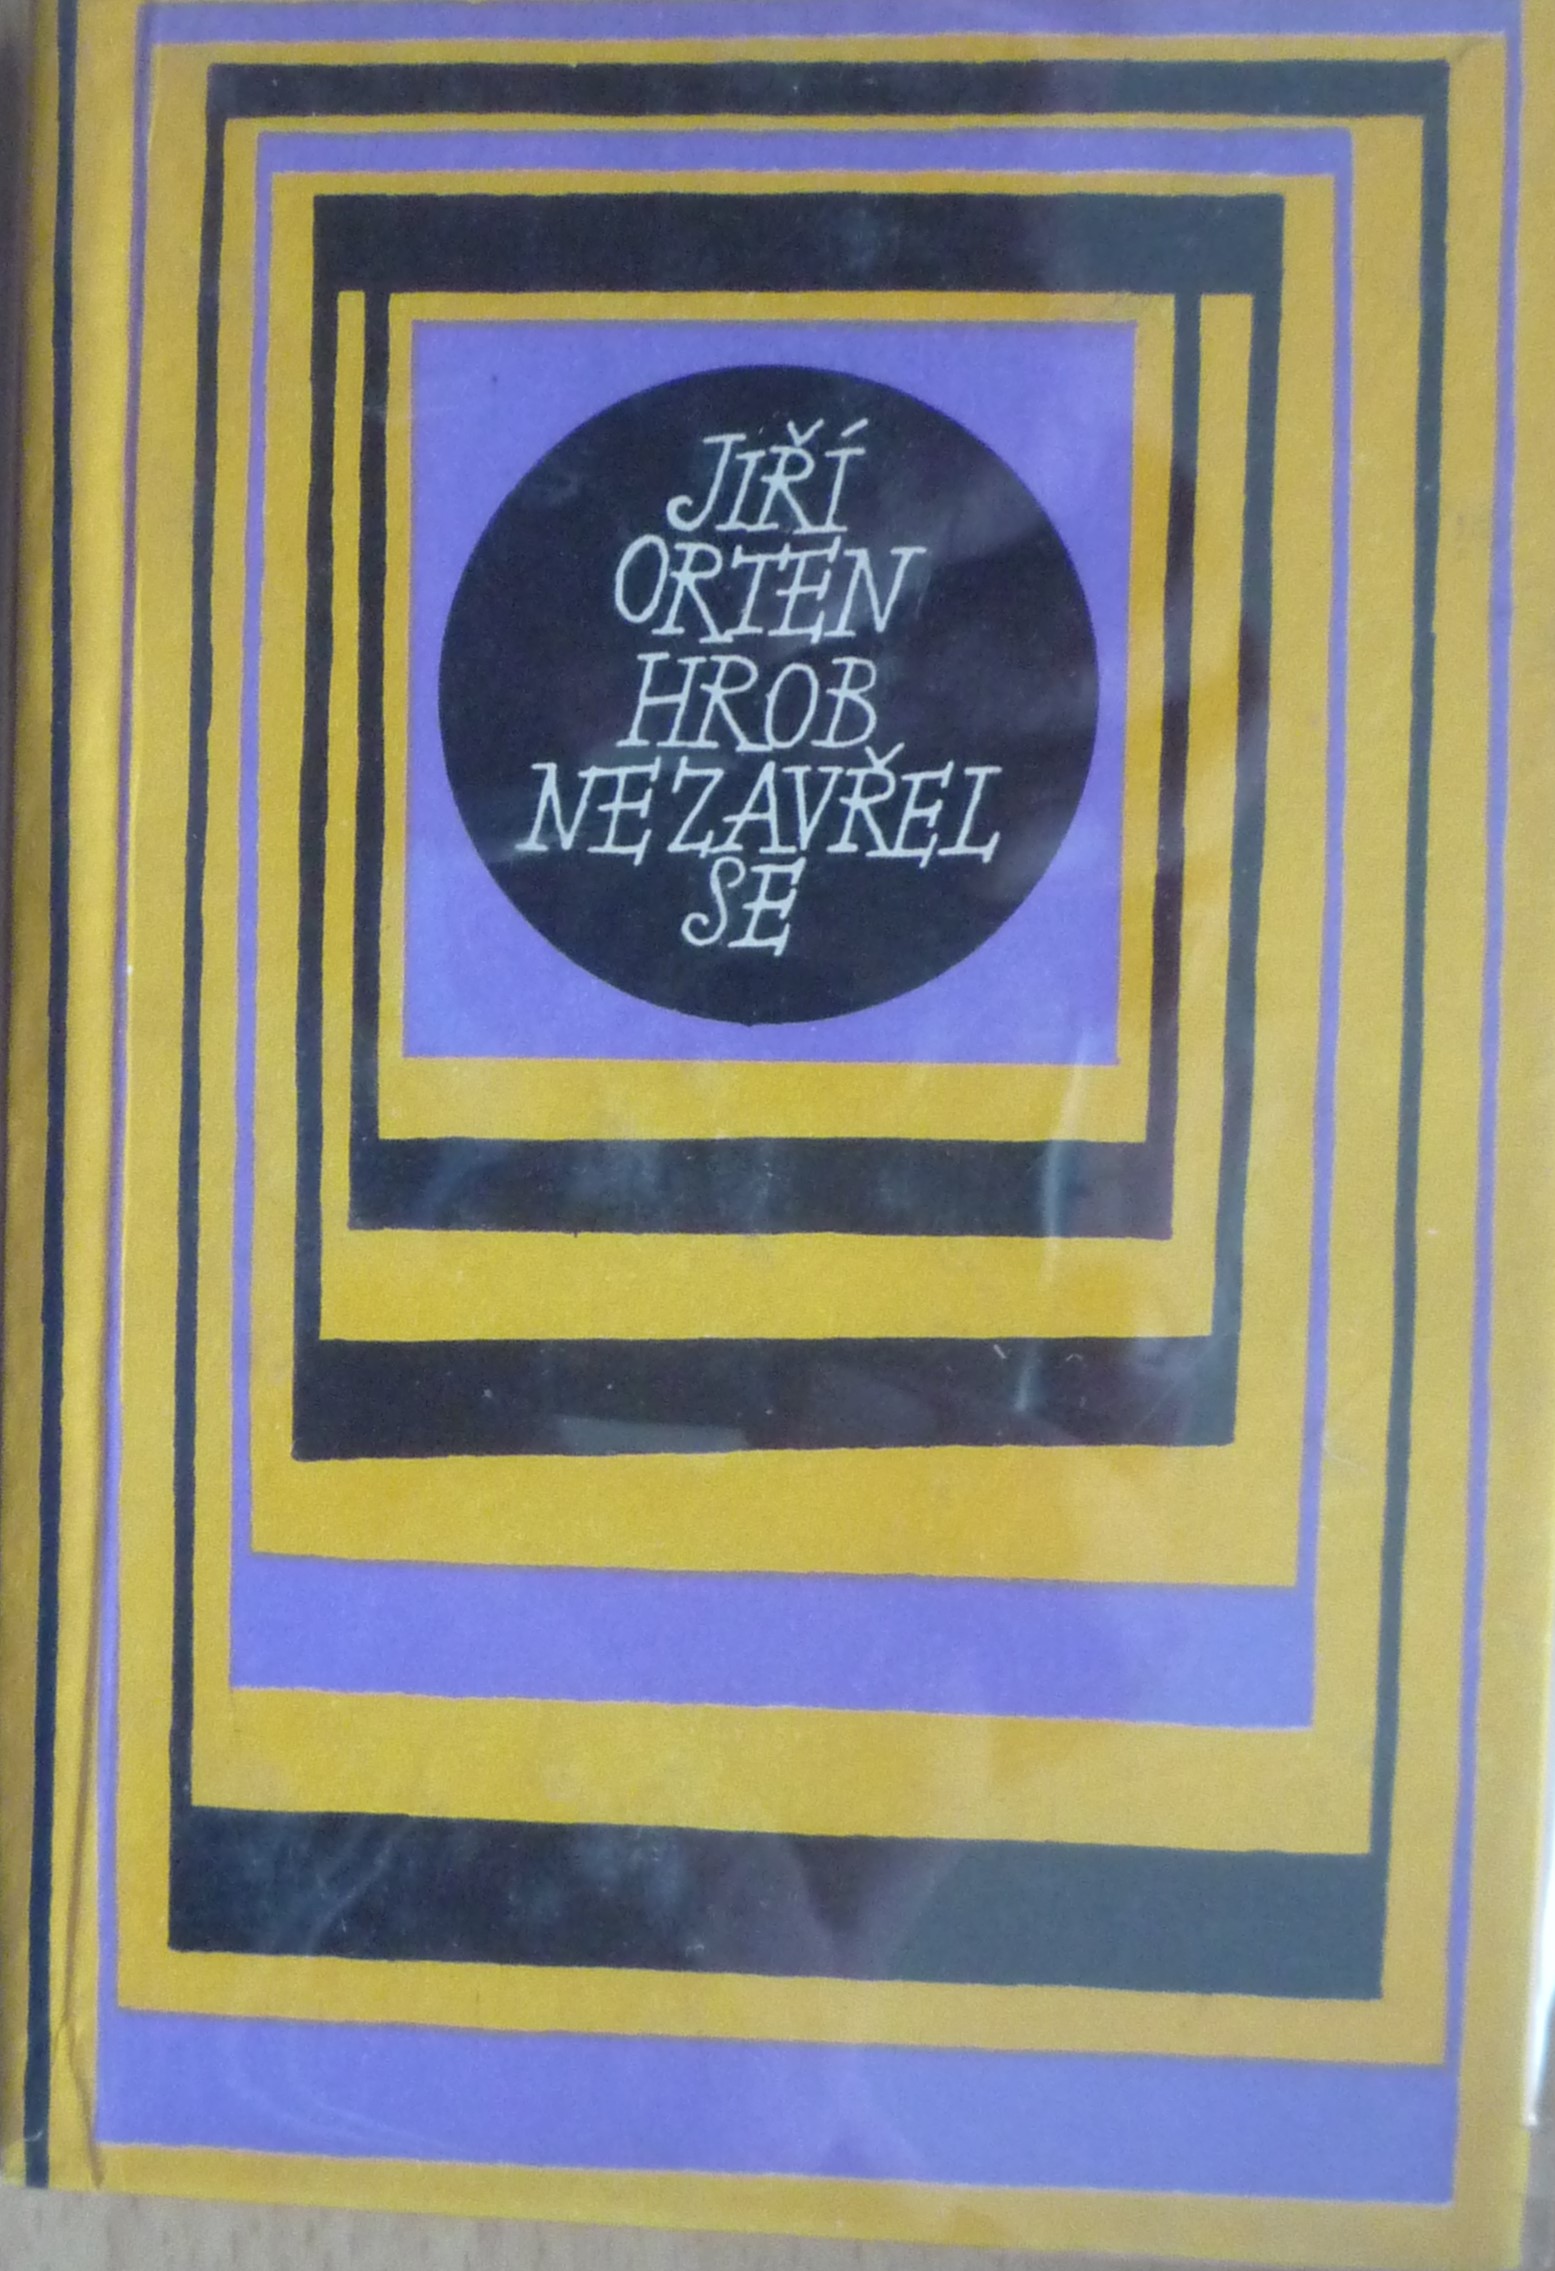 JIŘÍ
ORTEN
HROB
NEZAVŘEL
SE